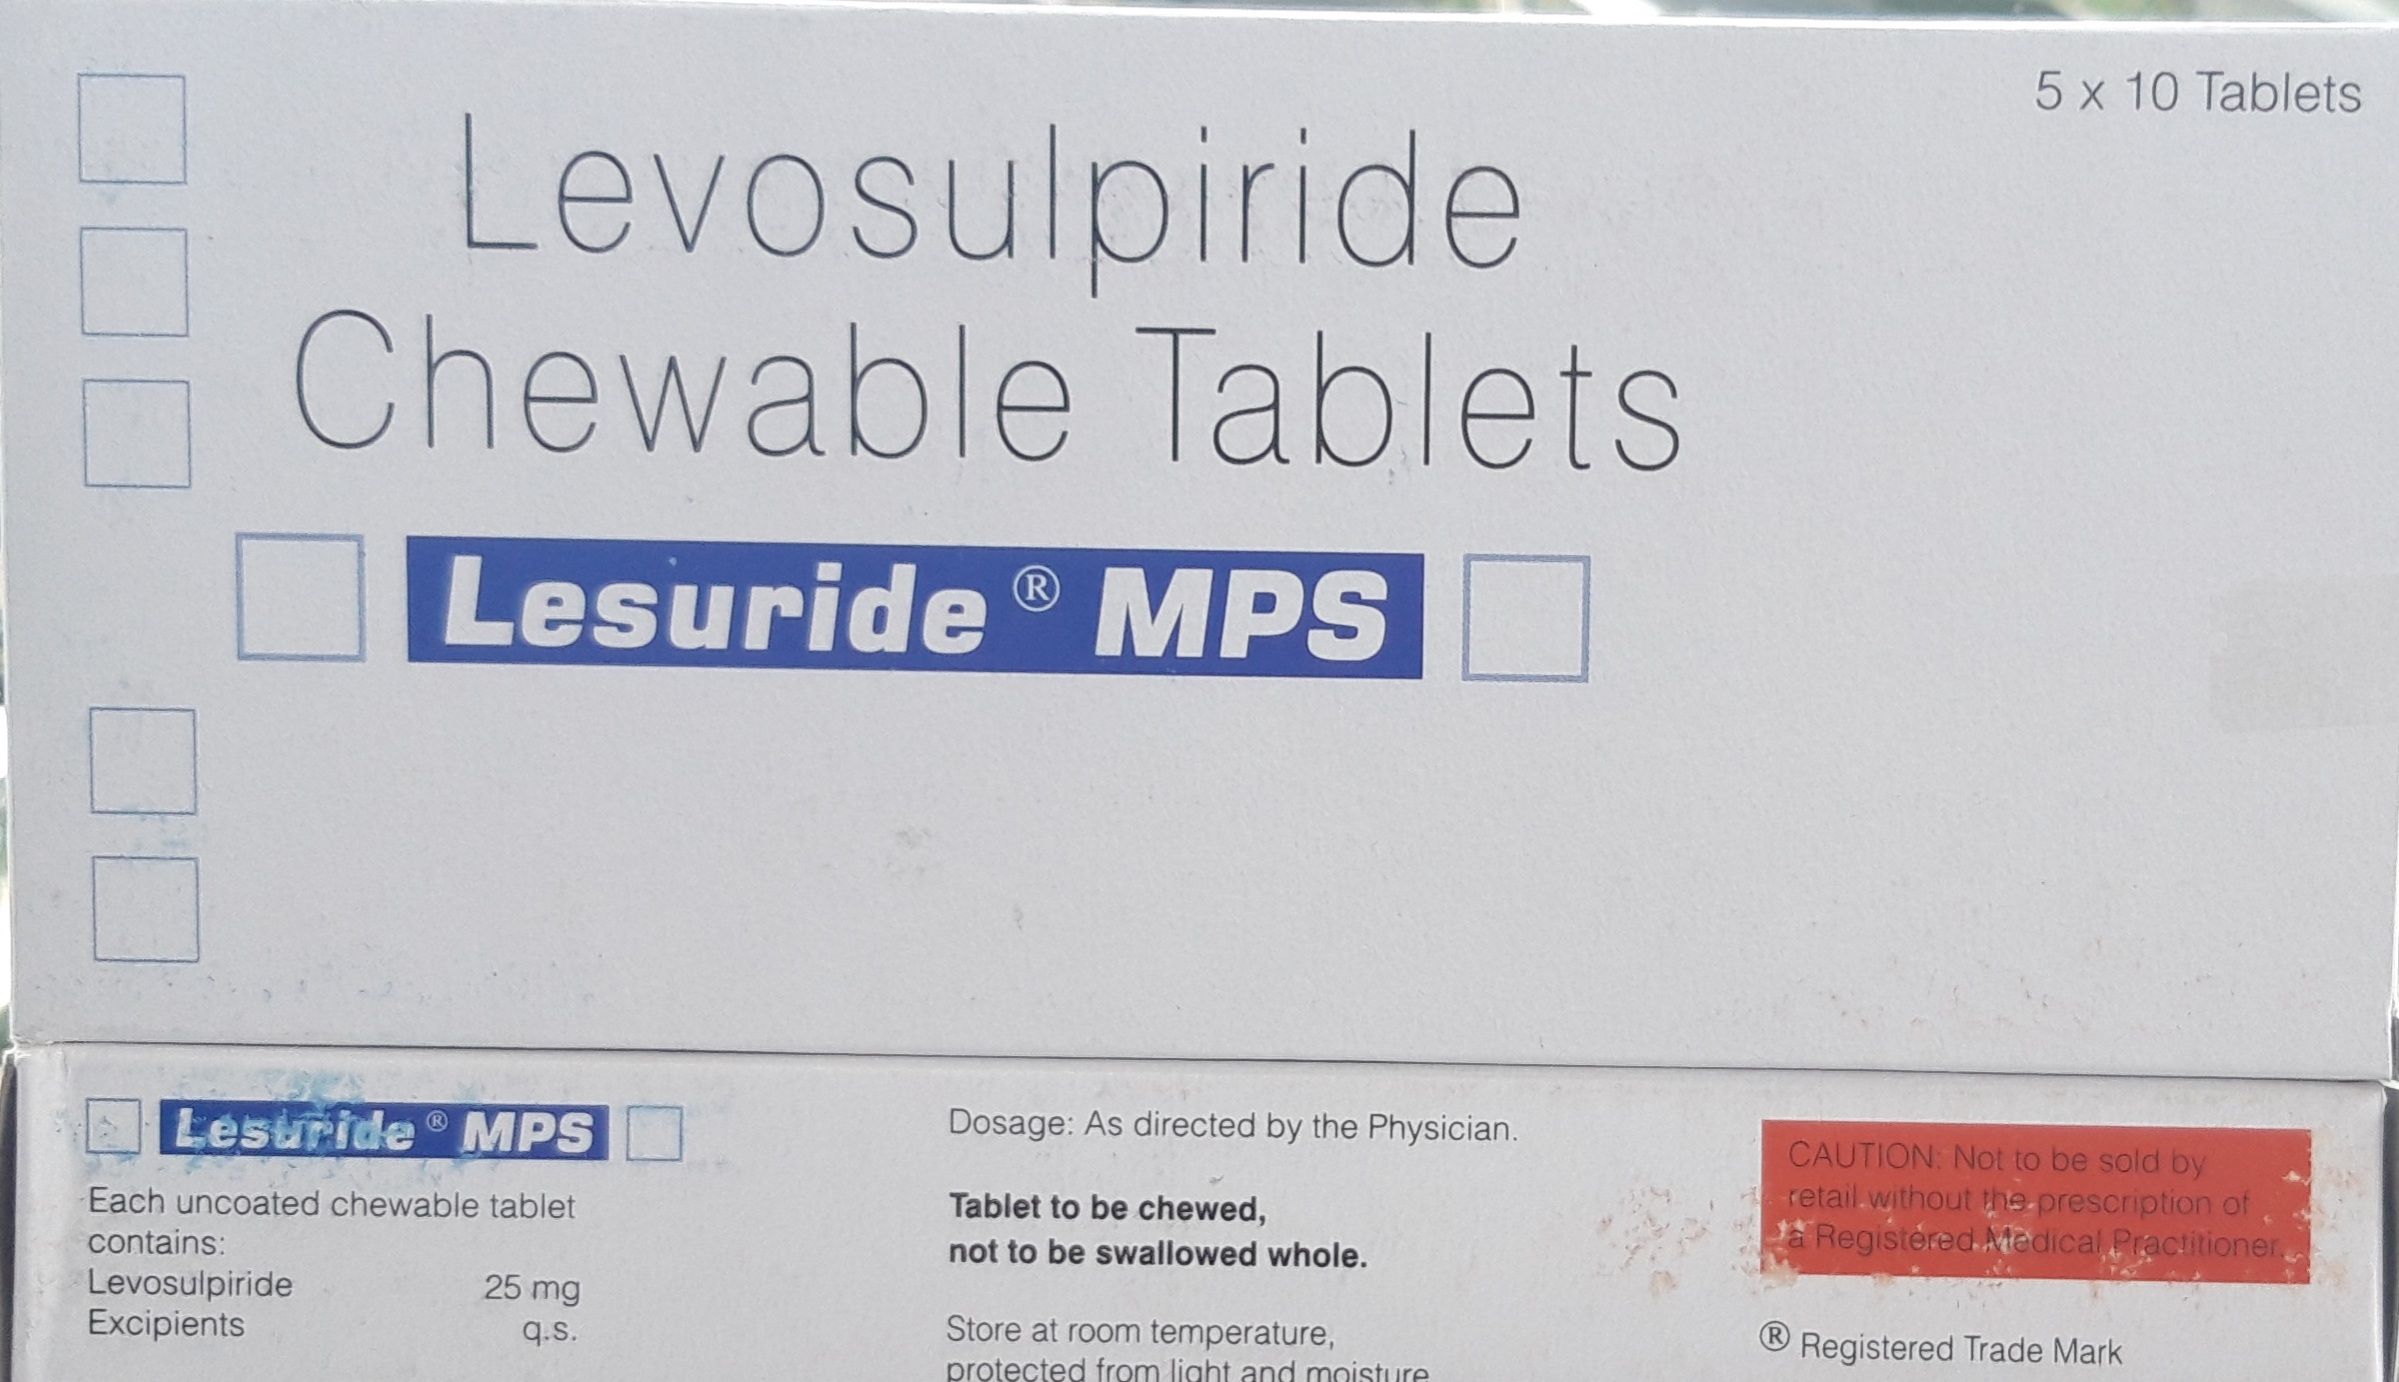 5 x 10 Tablets
Levosulpiride
Chewable Tablets
Lesuride® MPS
Lesuride® MPS
Each uncoated chewable tablet
contains:
Levosulpiride 25 mg
Excipients q.s.
Dosage: As directed by the Physician.
Tablet to be chewed,
not to be swallowed whole.
Store at room temperature,
protected from light and moisture
CAUTION: Not to be sold by
retail without the prescription of
a Registered Medical Practitioner.
® Registered Trade Mark